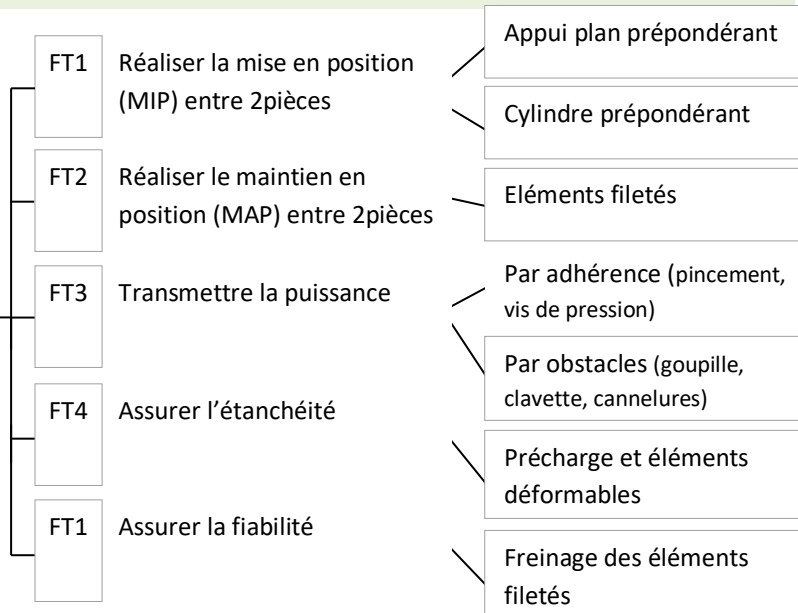 FT1
Réaliser la mise en position
(MIP) entre 2pièces
Appui plan prépondérant
Cylindre prépondérant
FT2
Réaliser le maintien en
position (MAP) entre 2pièces
Eléments filetés
FT3
Transmettre la puissance
Par adhérence (pincement,
vis de pression)
Par obstacles (goupille,
clavette, cannelures)
FT4
Assurer l’étanchéité
Précharge et éléments
déformables
FT1
Assurer la fiabilité
Freinage des éléments
filetés